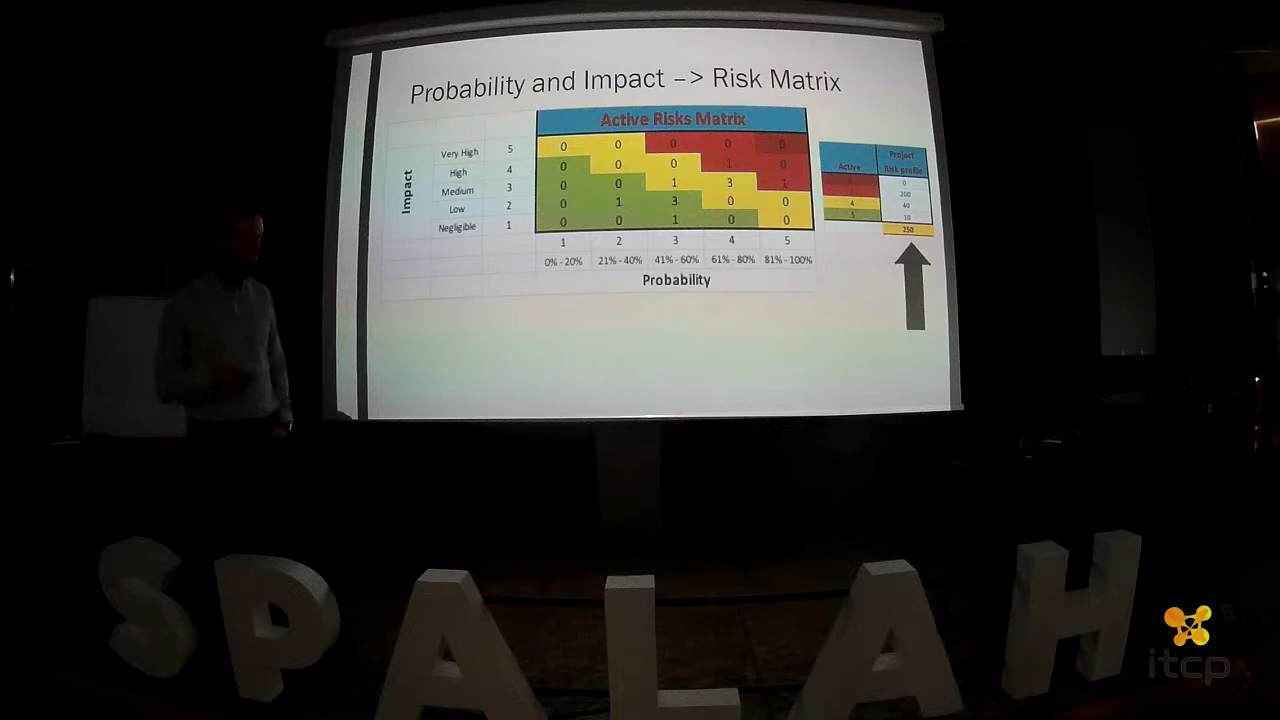 Probability and Impact –> Risk Matrix
Active Risks Matrix
Impact
Very High 5 0 0 0 0 0
High 4 0 0 0 1 0
Medium 3 0 0 1 3 1
Low 2 0 1 3 0 0
Negligible 1 0 0 1 0 0
1 2 3 4 5
0% - 20% 21% - 40% 41% - 60% 61% - 80% 81% - 100%
Probability
Active Project Risk profile
0
200
4 40
5 10
250
SPALAH
itcp